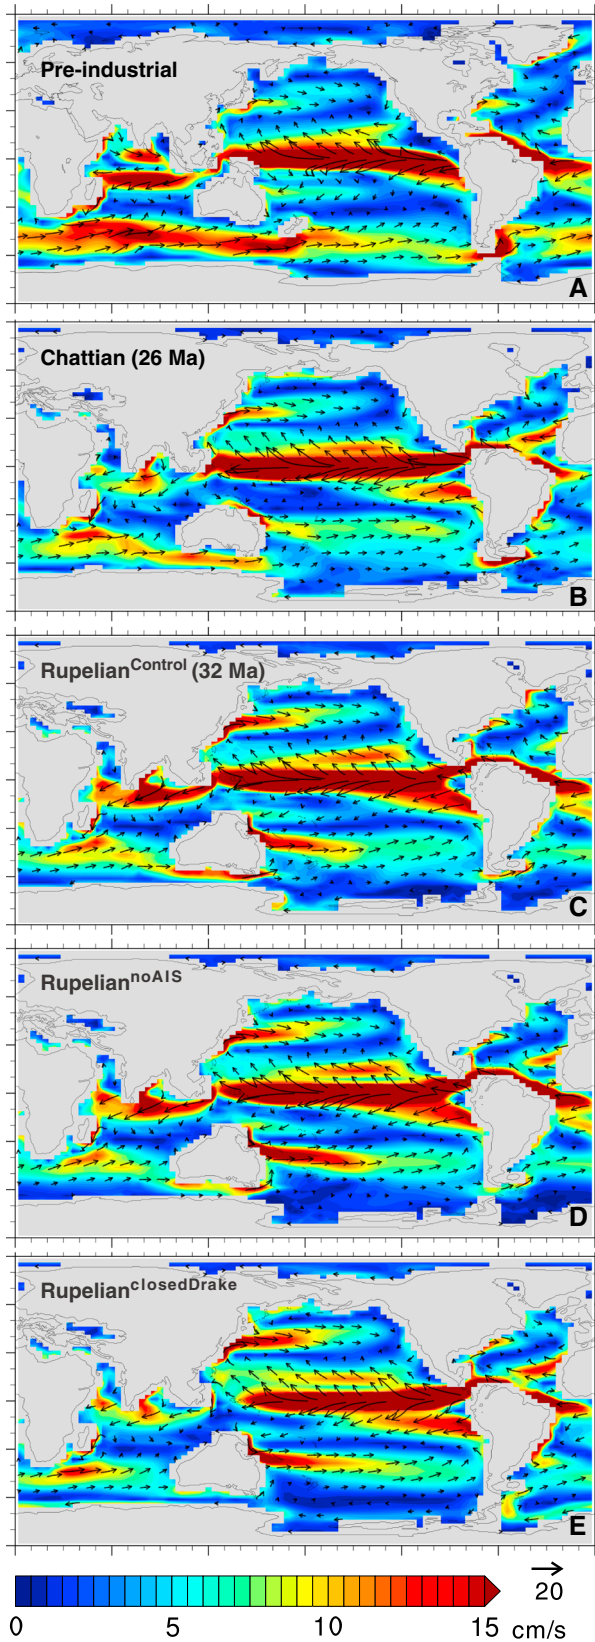 Pre-industrial
A
Chattian (26 Ma)
B
Rupelian^Control (32 Ma)
C
Rupelian^noAIS
D
Rupelian^closedDrake
E
20
0 5 10 15 cm/s